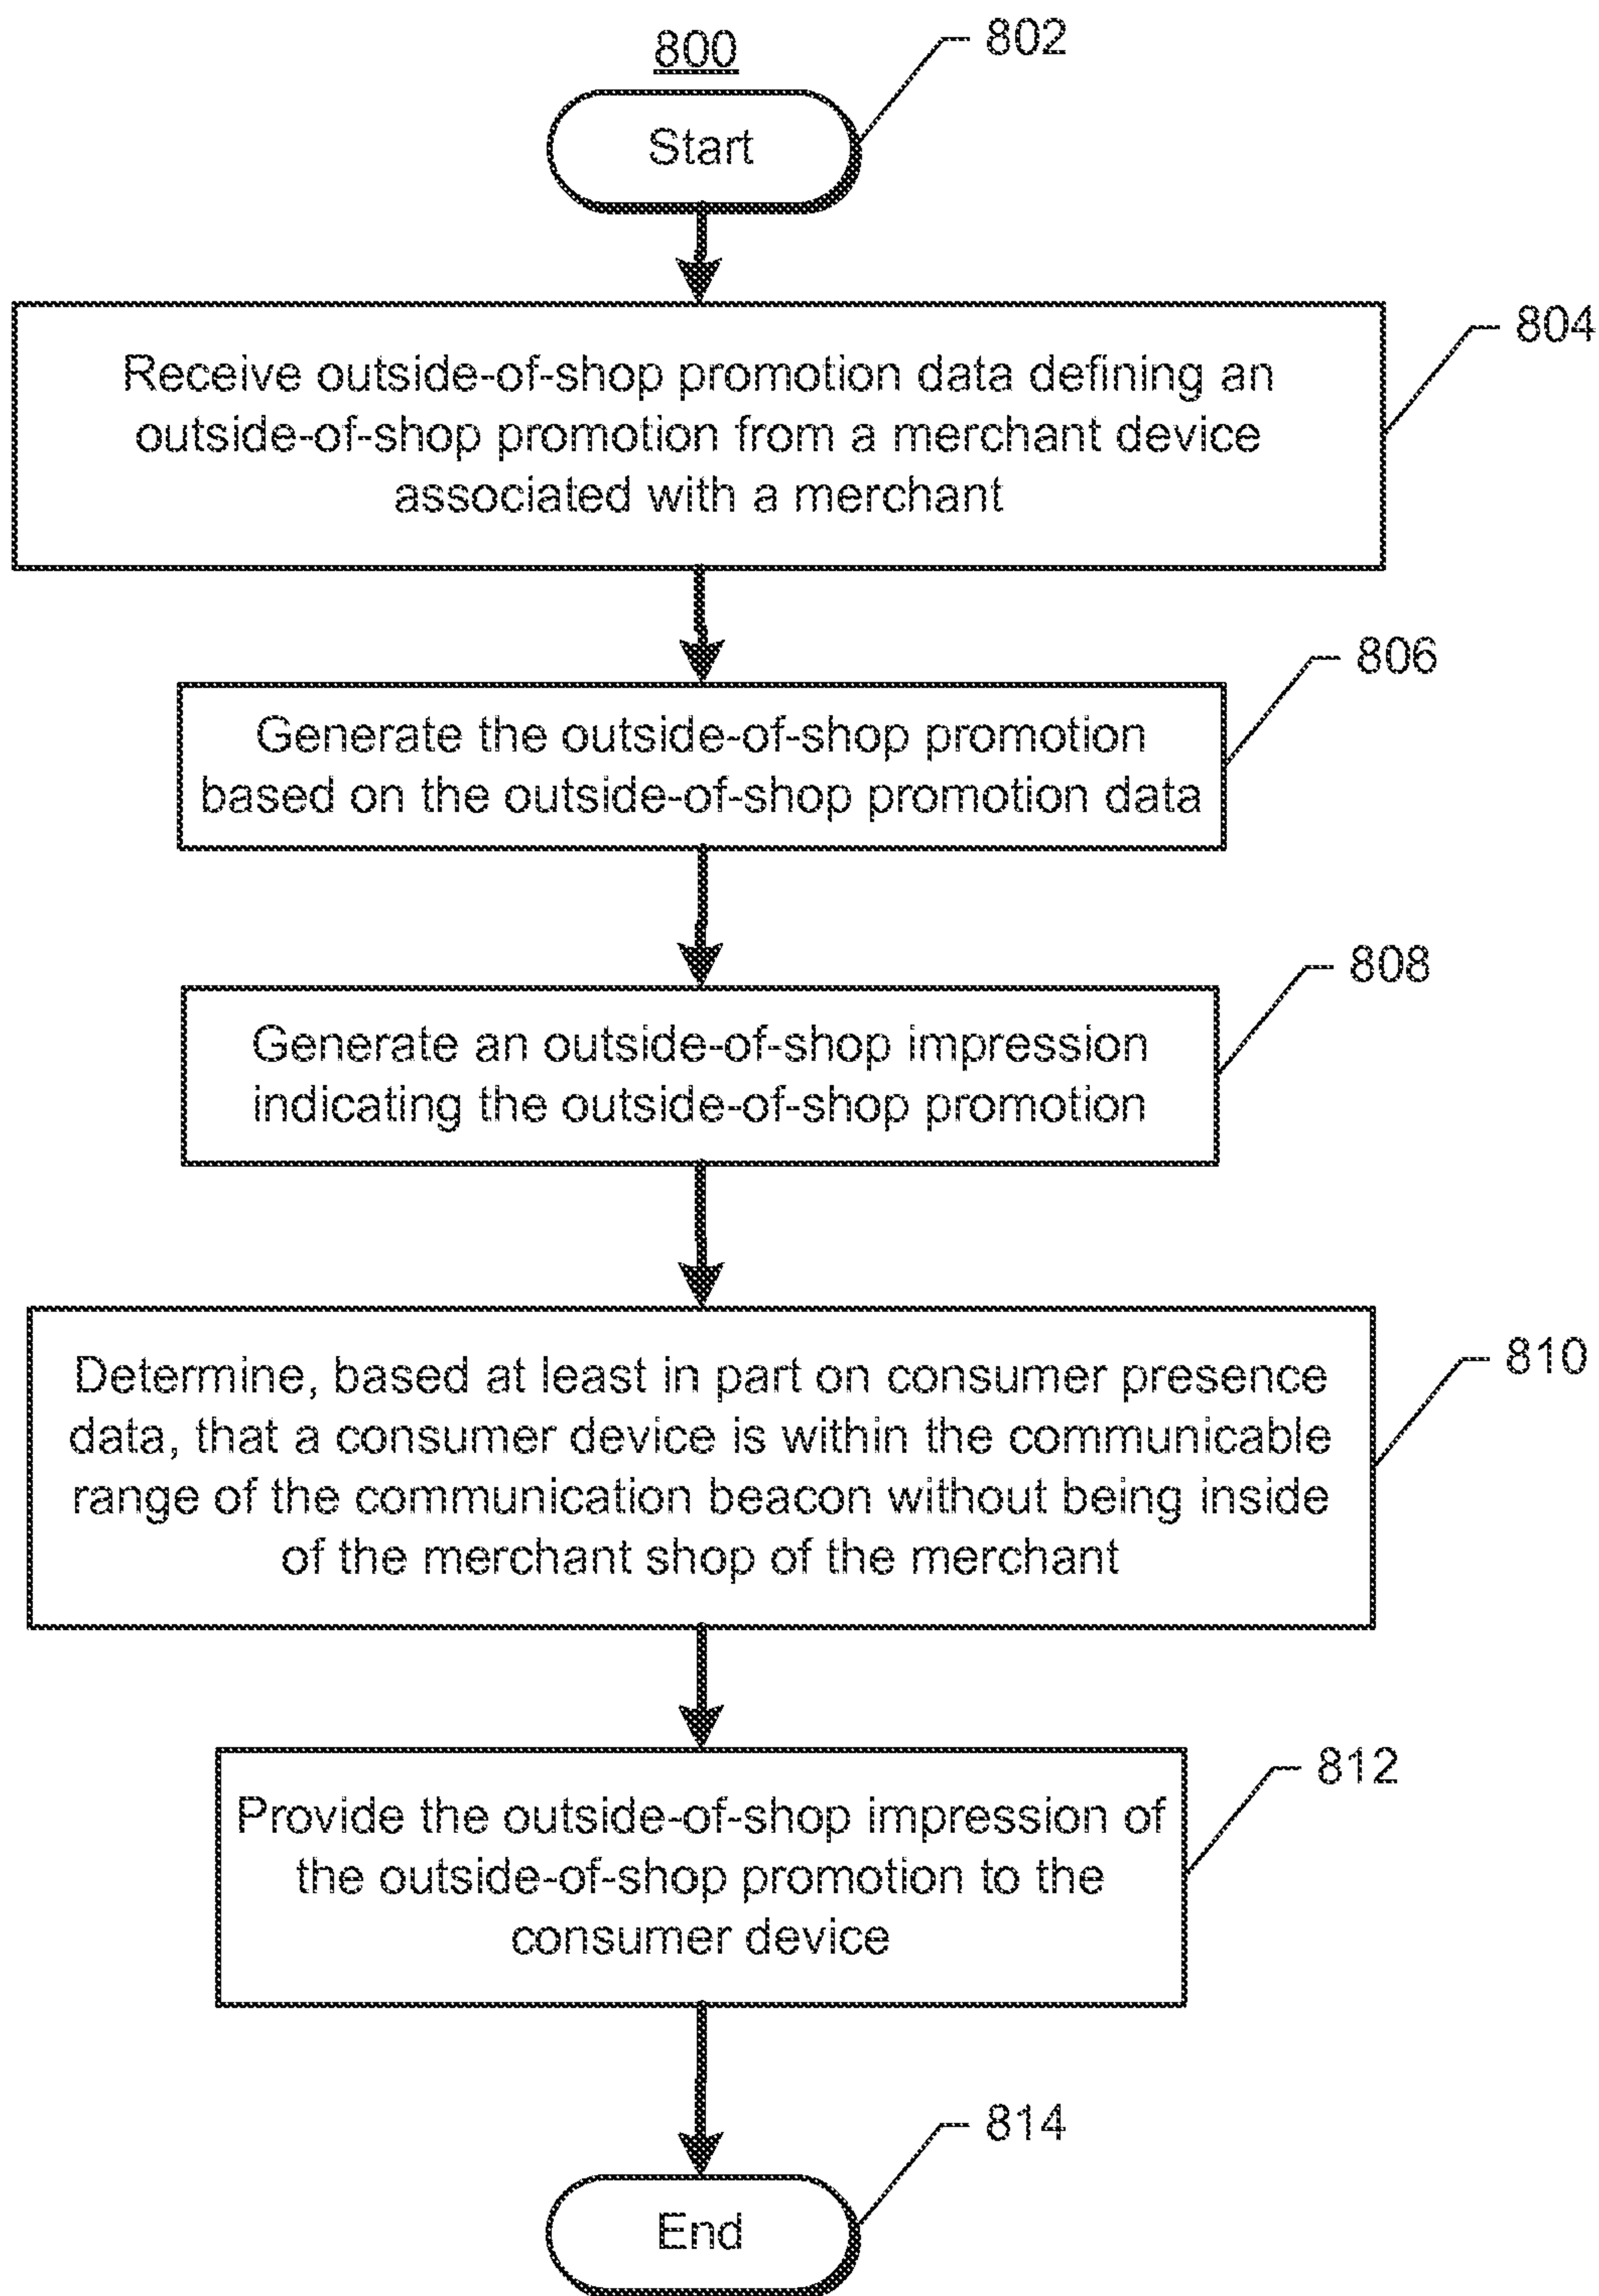 800
802
Start
804
Receive outside-of-shop promotion data defining an
outside-of-shop promotion from a merchant device
associated with a merchant
806
Generate the outside-of-shop promotion
based on the outside-of-shop promotion data
808
Generate an outside-of-shop impression
indicating the outside-of-shop promotion
810
Determine, based at least in part on consumer presence
data, that a consumer device is within the communicable
range of the communication beacon without being inside
of the merchant shop of the merchant
812
Provide the outside-of-shop impression of
the outside-of-shop promotion to the
consumer device
814
End